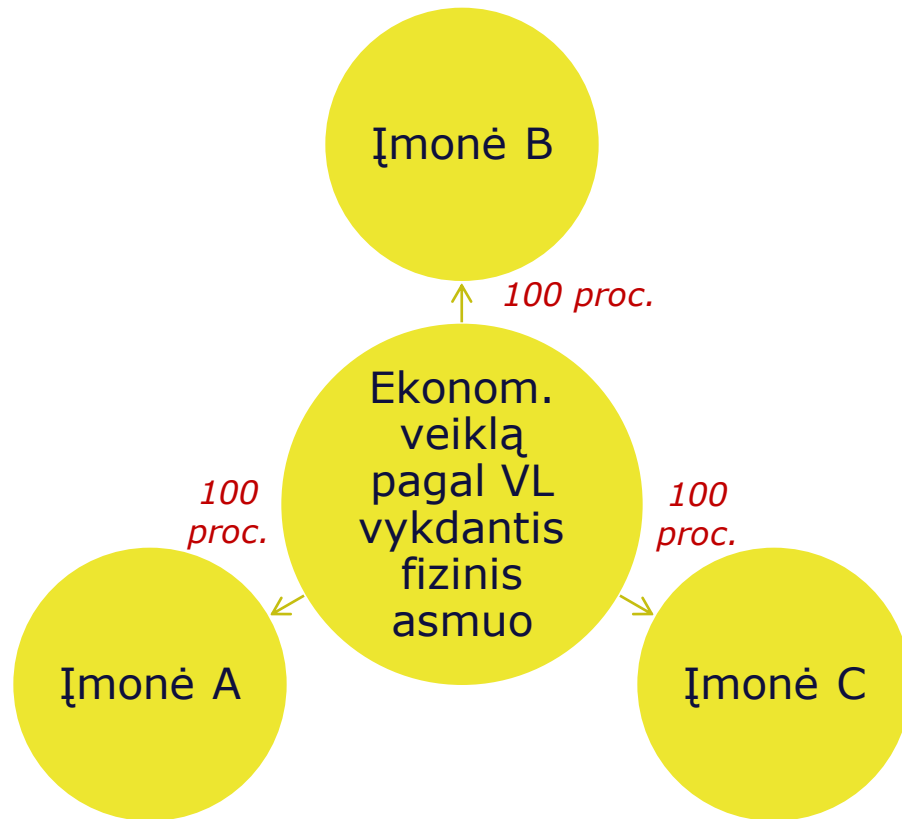 Įmonė B
100 proc.
Ekonom.
veiklą
pagal VL
vykdantis
fizinis
asmuo
100
proc.
100
proc.
Įmonė A
Įmonė C